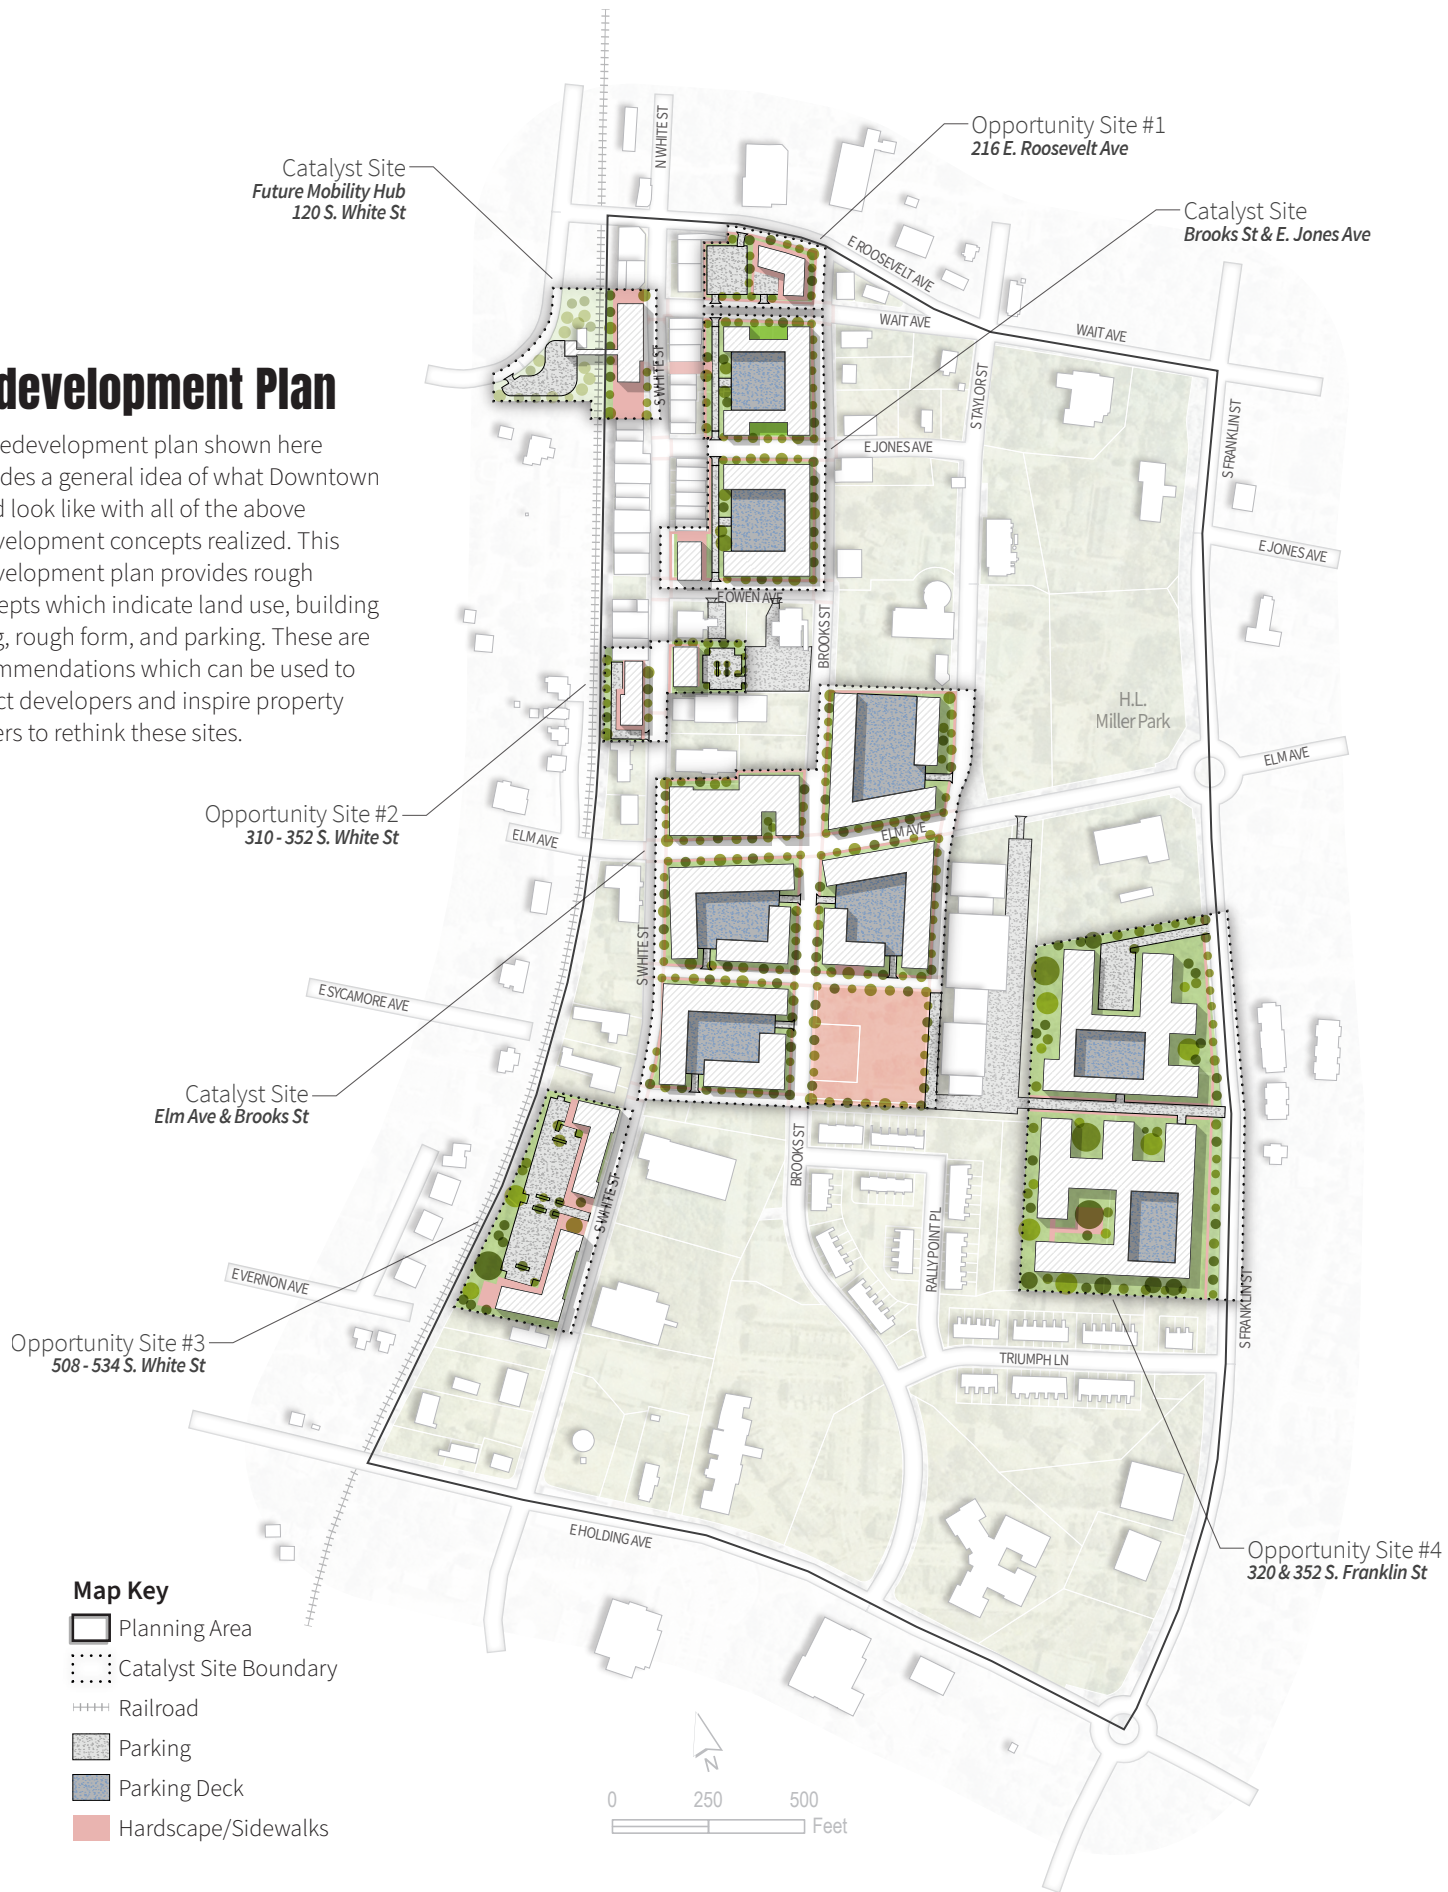 development Plan
edevelopment plan shown here
des a general idea of what Downtown
d look like with all of the above
velopment concepts realized. This
velopment plan provides rough
epts which indicate land use, building
g, rough form, and parking. These are
mmendations which can be used to
ct developers and inspire property
ers to rethink these sites.
Catalyst Site
Future Mobility Hub
120 S. White St
Opportunity Site #1
216 E. Roosevelt Ave
Catalyst Site
Brooks St & E. Jones Ave
Opportunity Site #2
310 - 352 S. White St
Catalyst Site
Elm Ave & Brooks St
Opportunity Site #3
508 - 534 S. White St
Opportunity Site #4
320 & 352 S. Franklin St
N WHITE ST
E ROOSEVELT AVE
WAIT AVE
WAIT AVE
S WHITE ST
S TAYLOR ST
S FRANKLIN ST
E JONES AVE
E JONES AVE
E OWEN AVE
BROOKS ST
H.L.
Miller Park
ELM AVE
ELM AVE
ELM AVE
S WHITE ST
E SYCAMORE AVE
BROOKS ST
S WHITE ST
RALLY POINT PL
E VERNON AVE
S FRANKLIN ST
TRIUMPH LN
E HOLDING AVE
Map Key
Planning Area
Catalyst Site Boundary
Railroad
Parking
Parking Deck
Hardscape/Sidewalks
N
0 250 500
Feet